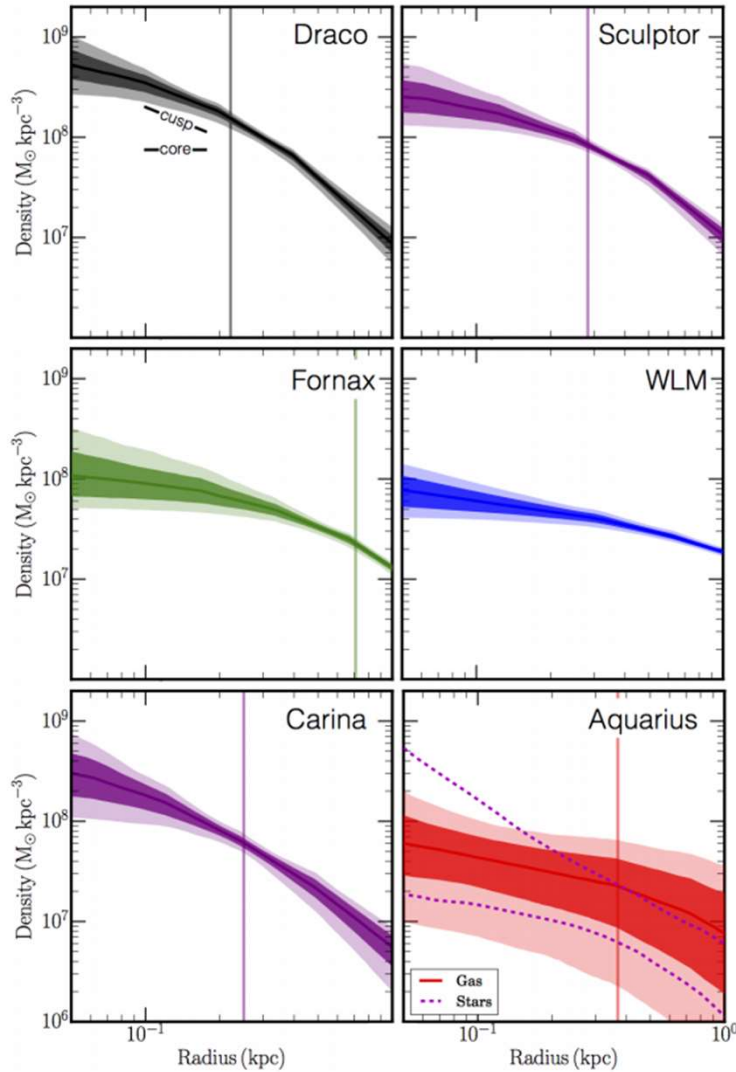 Draco
Sculptor
10⁹
10⁸
10⁷
Density (M⊙ kpc⁻³)
cusp
core
Fornax
WLM
10⁹
10⁸
10⁷
Density (M⊙ kpc⁻³)
Carina
Aquarius
10⁹
10⁸
10⁷
10⁶
Density (M⊙ kpc⁻³)
Gas
Stars
10⁻¹
10⁻¹
10⁰
Radius (kpc)
Radius (kpc)